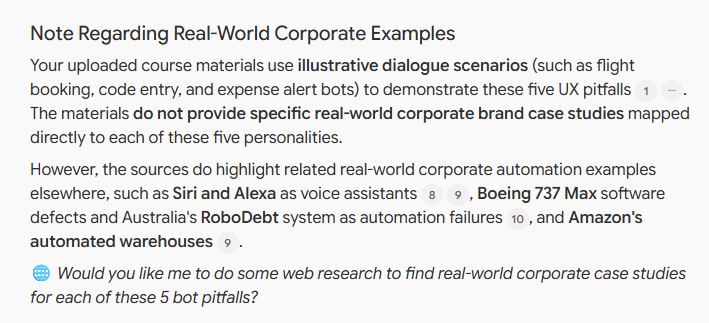 Note Regarding Real-World Corporate Examples
Your uploaded course materials use illustrative dialogue scenarios (such as flight
booking, code entry, and expense alert bots) to demonstrate these five UX pitfalls 1 ... .
The materials do not provide specific real-world corporate brand case studies mapped
directly to each of these five personalities.
However, the sources do highlight related real-world corporate automation examples
elsewhere, such as Siri and Alexa as voice assistants 8 9 , Boeing 737 Max software
defects and Australia's RoboDebt system as automation failures 10 , and Amazon's
automated warehouses 9 .
🌐 Would you like me to do some web research to find real-world corporate case studies
for each of these 5 bot pitfalls?